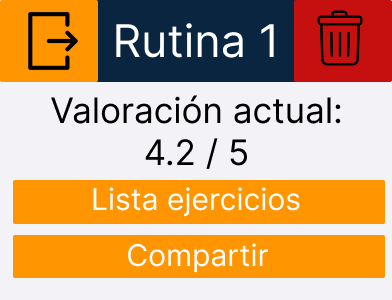 Rutina 1
Valoración actual:
4.2 / 5
Lista ejercicios
Compartir